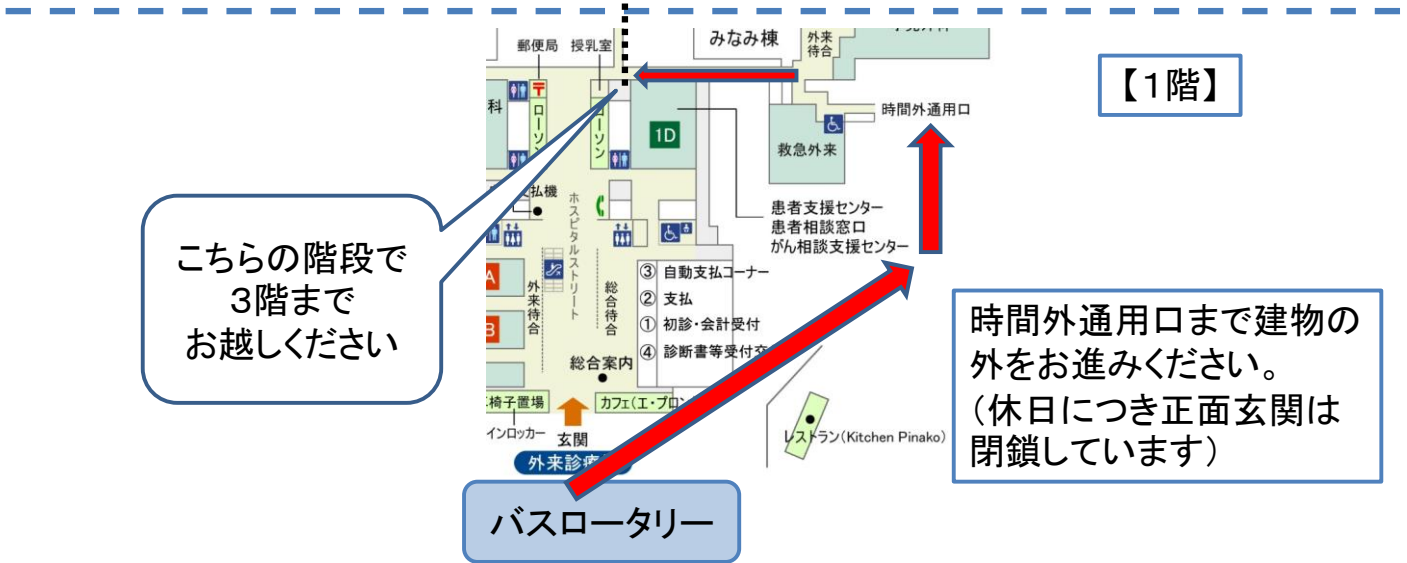 郵便局 授乳室
みなみ棟
外来
待合
【1階】
科
ローソン
ローソン
1D
時間外通用口
救急外来
支払機
ホスピタルストリート
患者支援センター
患者相談窓口
がん相談支援センター
こちらの階段で
3階まで
お越しください
A
B
外来待合
総合待合
③ 自動支払コーナー
② 支払
① 初診・会計受付
④ 診断書等受付交
総合案内
椅子置場
カフェ(エ・プロン
インロッカー
玄関
外来診療
レストラン(Kitchen Pinako)
時間外通用口まで建物の
外をお進みください。
(休日につき正面玄関は
閉鎖しています)
バスロータリー